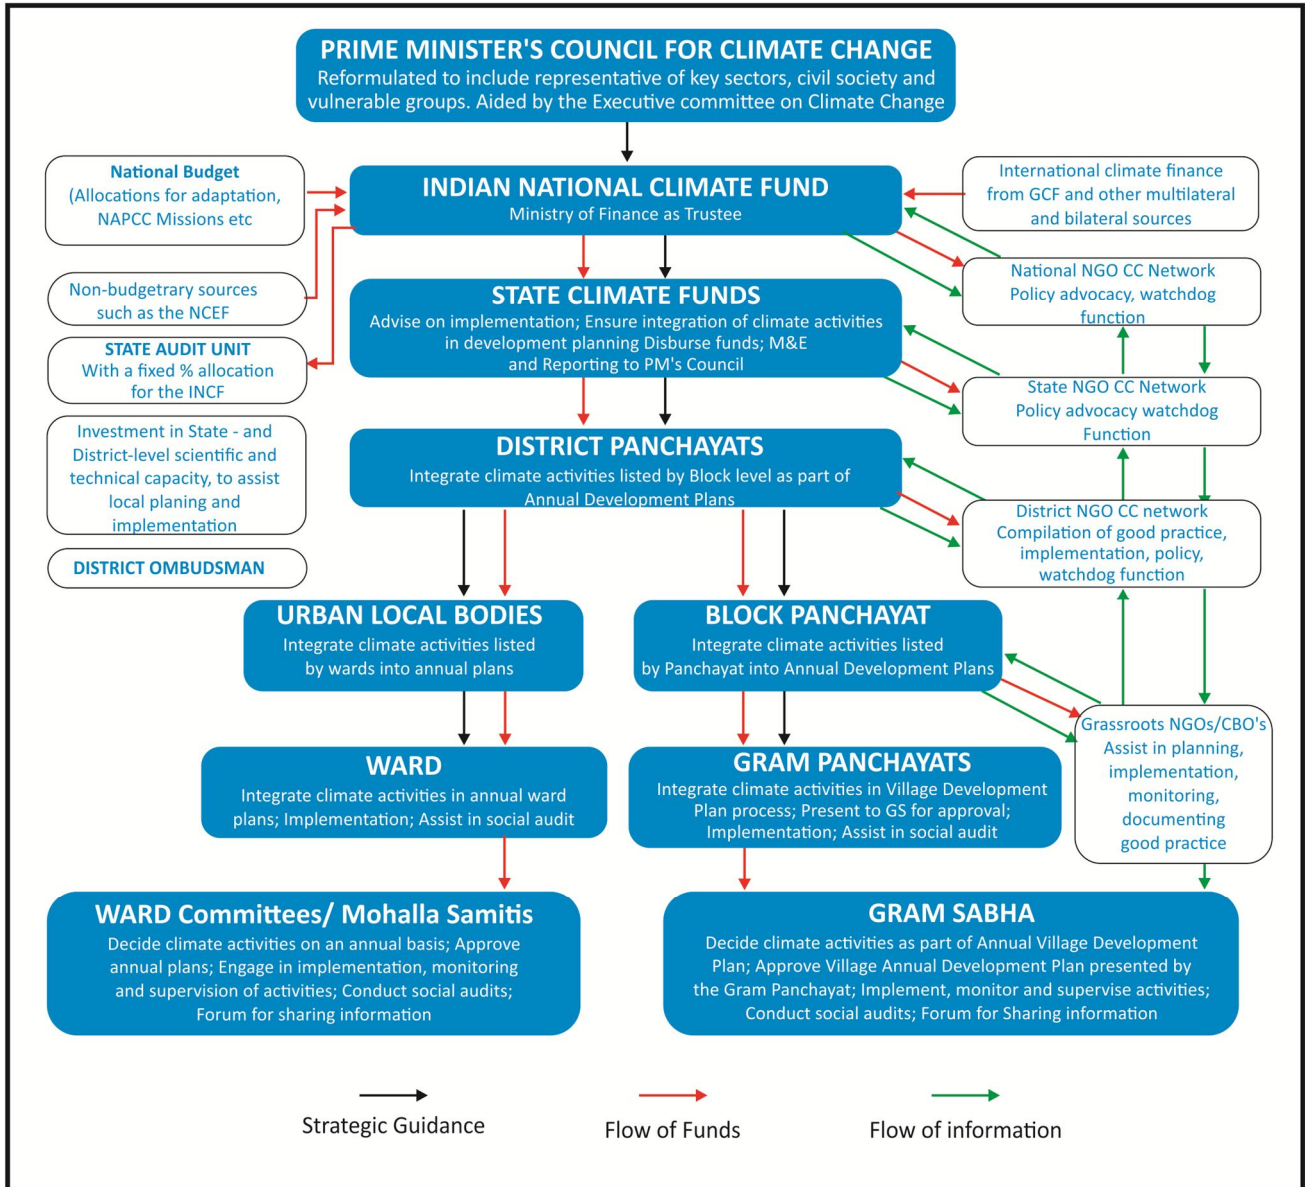 PRIME MINISTER'S COUNCIL FOR CLIMATE CHANGE
Reformulated to include representative of key sectors, civil society and
vulnerable groups. Aided by the Executive committee on Climate Change
National Budget
(Allocations for adaptation,
NAPCC Missions etc
INDIAN NATIONAL CLIMATE FUND
Ministry of Finance as Trustee
International climate finance
from GCF and other multilateral
and bilateral sources
Non-budgetrary sources
such as the NCEF
STATE CLIMATE FUNDS
Advise on implementation; Ensure integration of climate activities
in development planning Disburse funds; M&E
and Reporting to PM's Council
National NGO CC Network
Policy advocacy, watchdog
function
STATE AUDIT UNIT
With a fixed % allocation
for the INCF
State NGO CC Network
Policy advocacy watchdog
Function
Investment in State - and
District-level scientific and
technical capacity, to assist
local planing and
implementation
DISTRICT PANCHAYATS
Integrate climate activities listed by Block level as part of
Annual Development Plans
District NGO CC network
Compilation of good practice,
implementation, policy,
watchdog function
DISTRICT OMBUDSMAN
URBAN LOCAL BODIES
Integrate climate activities listed
by wards into annual plans
BLOCK PANCHAYAT
Integrate climate activities listed
by Panchayat into Annual Development Plans
Grassroots NGOs/CBO's
Assist in planning,
implementation,
monitoring,
documenting
good practice
WARD
Integrate climate activities in annual ward
plans; Implementation; Assist in social audit
GRAM PANCHAYATS
Integrate climate activities in Village Development
Plan process; Present to GS for approval;
Implementation; Assist in social audit
WARD Committees/ Mohalla Samitis
Decide climate activities on an annual basis; Approve
annual plans; Engage in implementation, monitoring
and supervision of activities; Conduct social audits;
Forum for sharing information
GRAM SABHA
Decide climate activities as part of Annual Village Development
Plan; Approve Village Annual Development Plan presented by
the Gram Panchayat; Implement, monitor and supervise activities;
Conduct social audits; Forum for Sharing information
Strategic Guidance
Flow of Funds
Flow of information